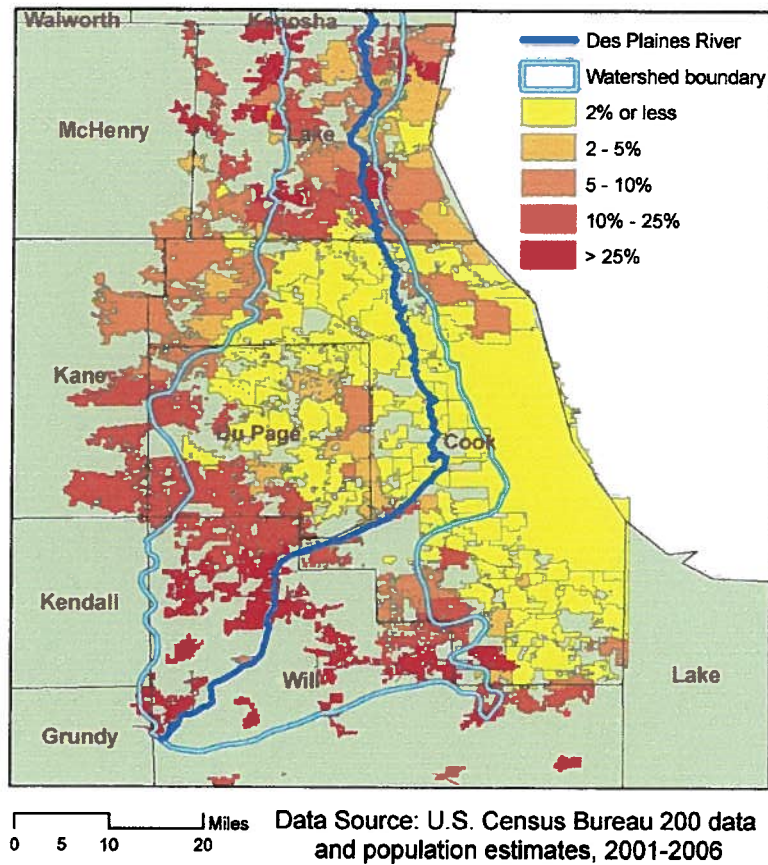 Walworth
Kenosha
Des Plaines River
Watershed boundary
2% or less
2 - 5%
5 - 10%
10% - 25%
> 25%
McHenry
Lake
Kane
Du Page
Cook
Kendall
Will
Lake
Grundy
Miles
0 5 10 20
Data Source: U.S. Census Bureau 200 data
and population estimates, 2001-2006